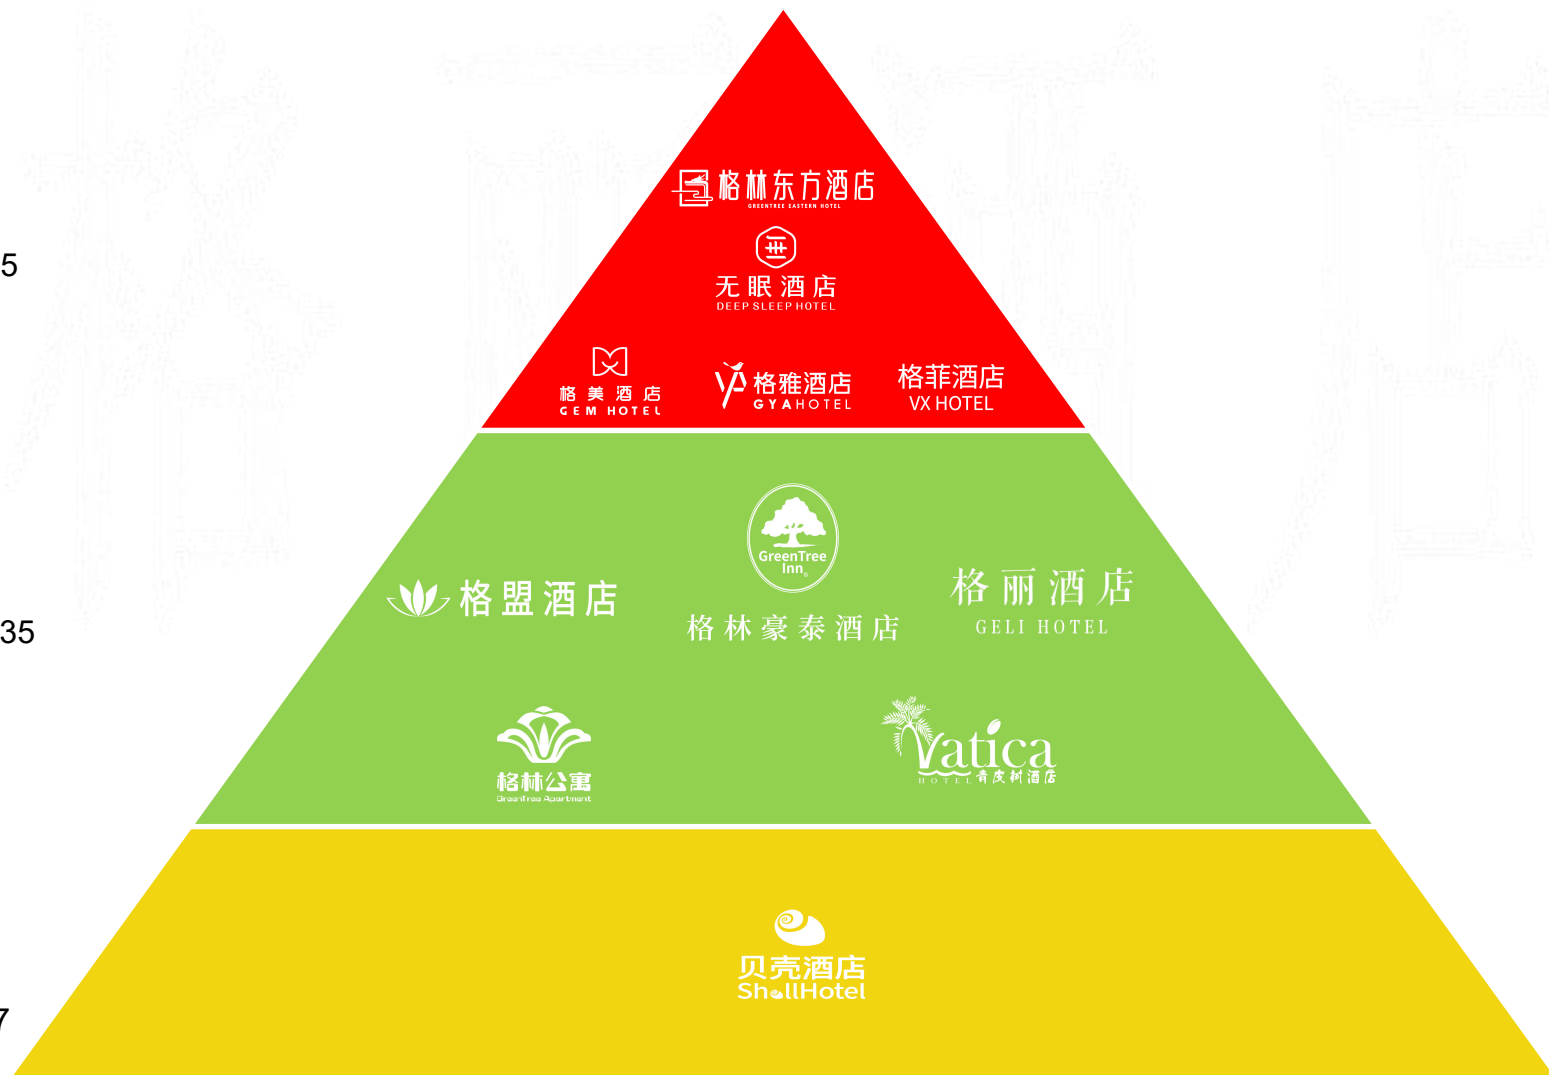 格林东方酒店
GREENTREE EASTERN HOTEL
5
无眠酒店
DEEP SLEEP HOTEL
格美酒店
GEM HOTEL
格雅酒店
GYAHOTEL
格菲酒店
VX HOTEL
GreenTree
Inn
格林豪泰酒店
格盟酒店
格丽酒店
GELI HOTEL
35
格林公寓
GreenTree Apartment
Vatica
HOTEL 青皮树酒店
贝壳酒店
ShellHotel
7